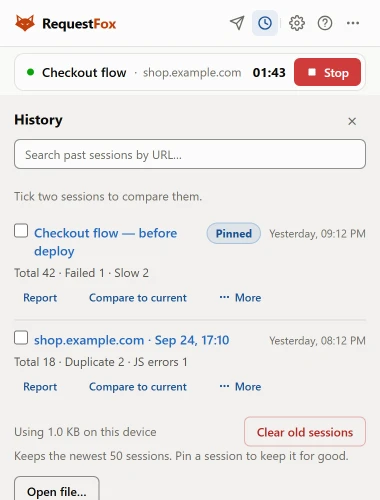 RequestFox
Checkout flow · shop.example.com 01:43 Stop
History
Search past sessions by URL...
Tick two sessions to compare them.
Checkout flow — before deploy Pinned Yesterday, 09:12 PM
Total 42 · Failed 1 · Slow 2
Report Compare to current ··· More
shop.example.com · Sep 24, 17:10 Yesterday, 08:12 PM
Total 18 · Duplicate 2 · JS errors 1
Report Compare to current ··· More
Using 1.0 KB on this device Clear old sessions
Keeps the newest 50 sessions. Pin a session to keep it for good.
Open file...